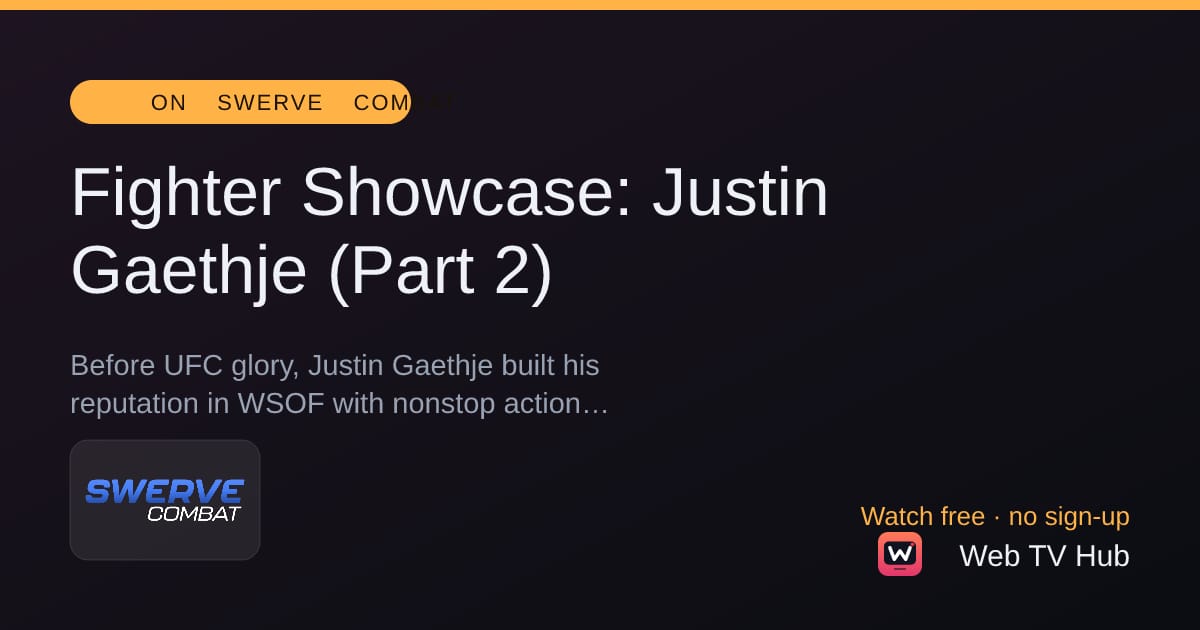 ON SWERVE COMBAT
Fighter Showcase: Justin
Gaethje (Part 2)
Before UFC glory, Justin Gaethje built his
reputation in WSOF with nonstop action…
SWERVE
COMBAT
Watch free · no sign-up
W
Web TV Hub